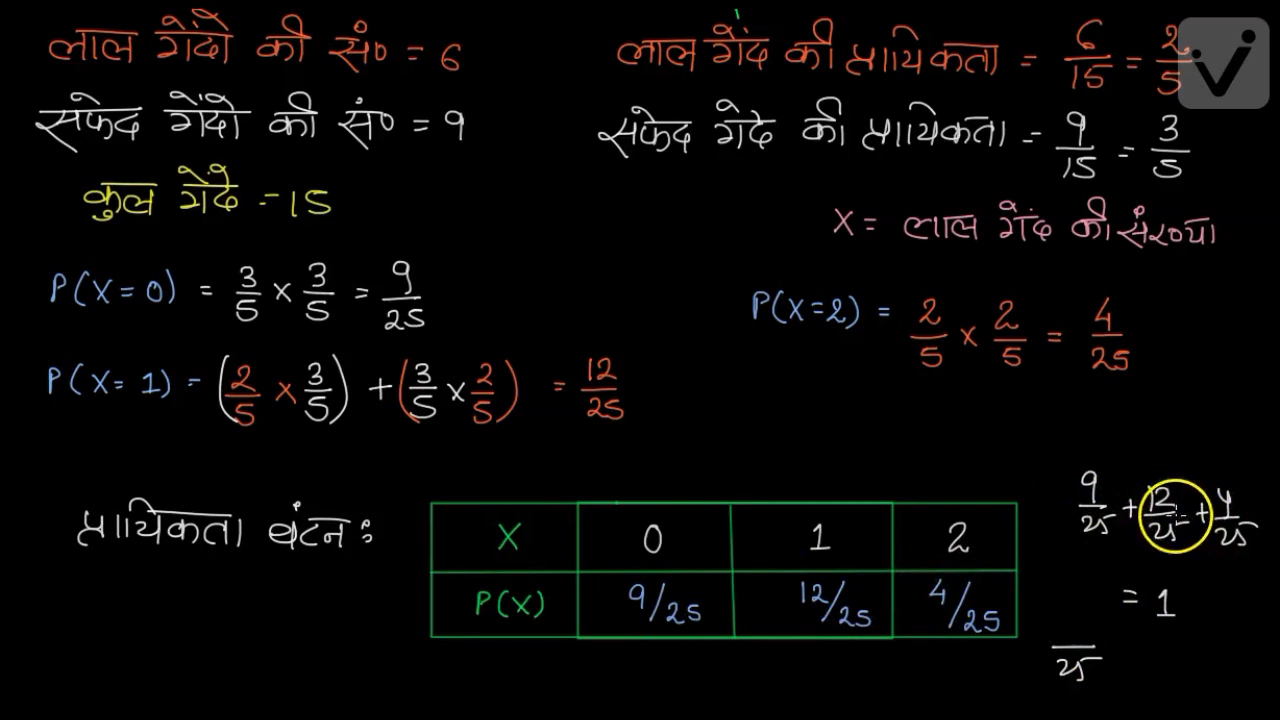 लाल गेंदों की सं० = 6
सफेद गेंदों की सं० = 9
कुल गेंदे = 15
लाल गेंद की प्रायिकता = 6/15 = 2/5
सफेद गेंद की प्रायिकता = 9/15 = 3/5
X = लाल गेंद की संख्या
P(X=0) = 3/5 × 3/5 = 9/25
P(X=1) = (2/5 × 3/5) + (3/5 × 2/5) = 12/25
P(X=2) = 2/5 × 2/5 = 4/25
प्रायिकता बंटन :
X 0 1 2
P(X) 9/25 12/25 4/25
9/25 + 12/25 + 4/25
= 1
25